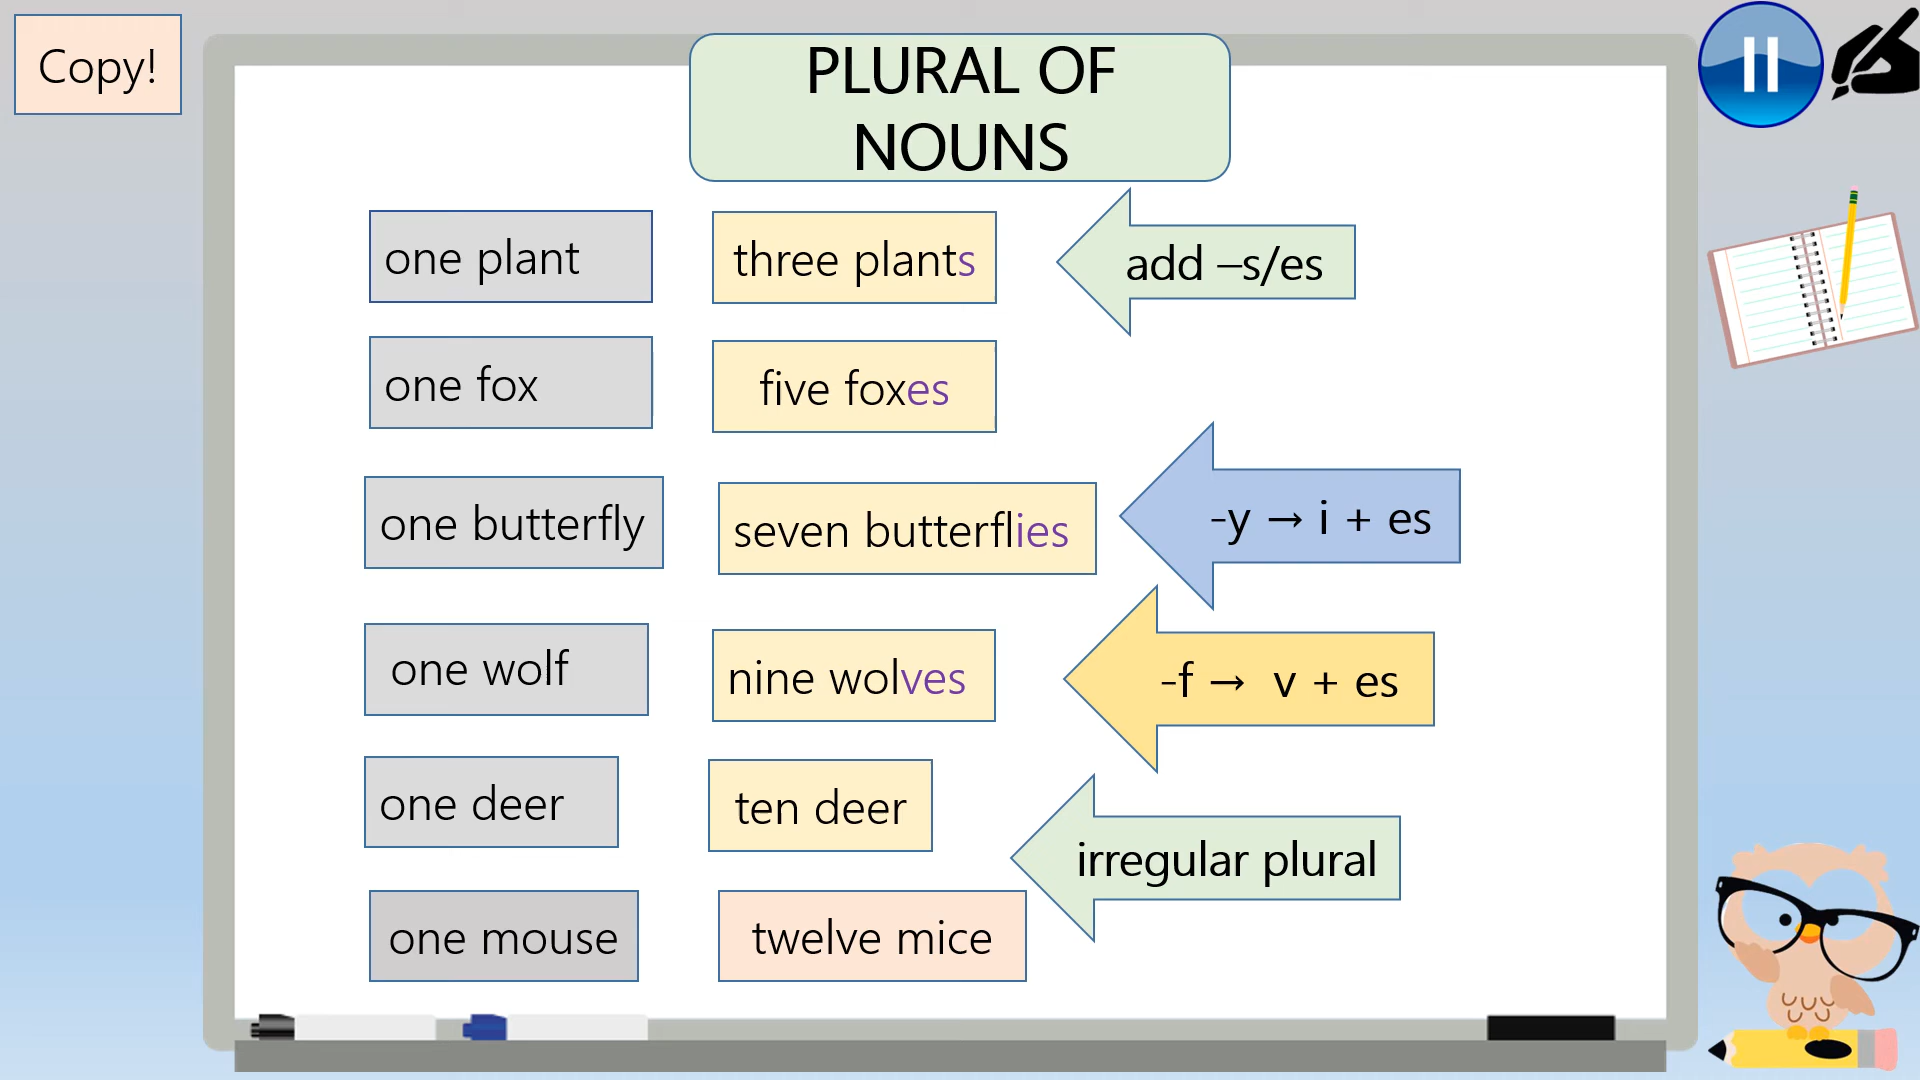 Copy!
PLURAL OF
NOUNS
one plant
three plants
add –s/es
one fox
five foxes
one butterfly
seven butterflies
-y → i + es
one wolf
nine wolves
-f → v + es
one deer
ten deer
irregular plural
one mouse
twelve mice